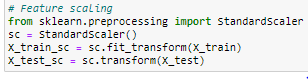 # Feature scaling
from sklearn.preprocessing import StandardScaler
sc = StandardScaler()
X_train_sc = sc.fit_transform(X_train)
X_test_sc = sc.transform(X_test)